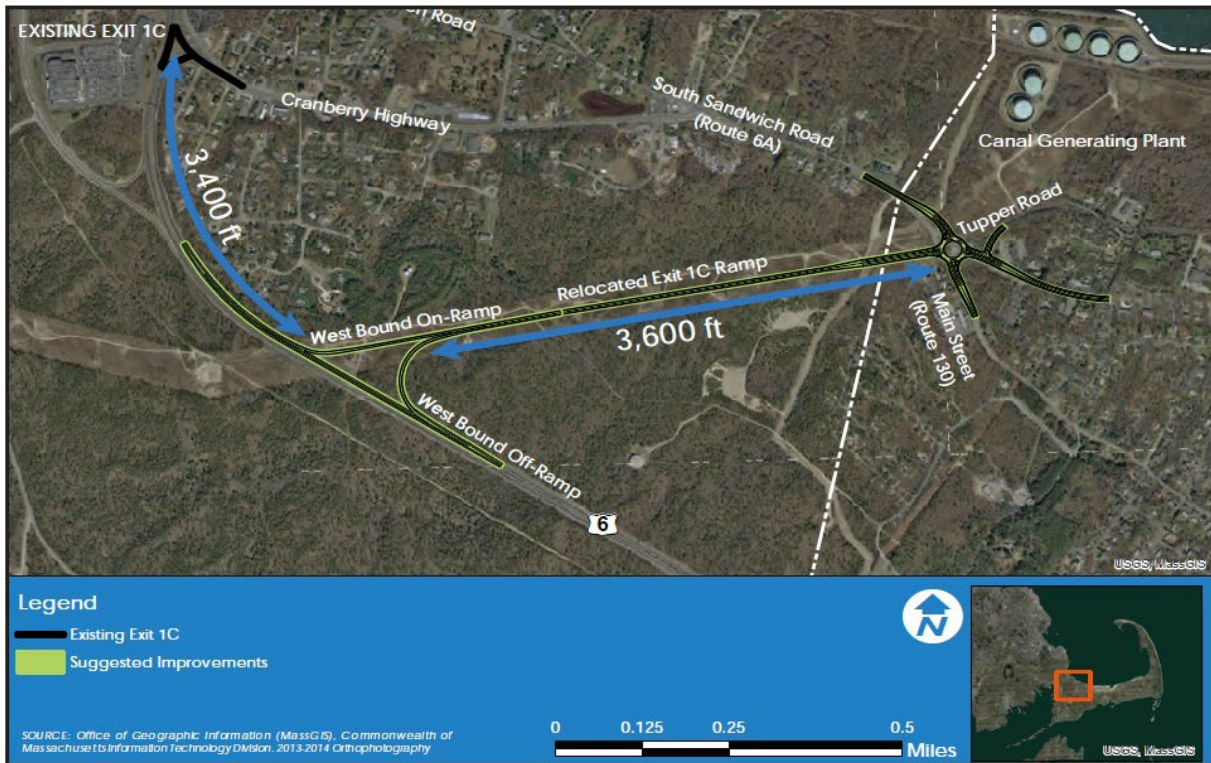 EXISTING EXIT 1C
Road
Cranberry Highway
South Sandwich Road
(Route 6A)
Canal Generating Plant
3,400 ft
Tupper Road
Relocated Exit 1C Ramp
West Bound On-Ramp
3,600 ft
Main Street
(Route 130)
West Bound Off-Ramp
6
USGS, MassGIS
Legend
Existing Exit 1C
Suggested Improvements
N
SOURCE: Office of Geographic Information (MassGIS), Commonwealth of
Massachusetts Information Technology Division. 2013-2014 Orthophotography
0 0.125 0.25 0.5
Miles
USGS, MassGIS